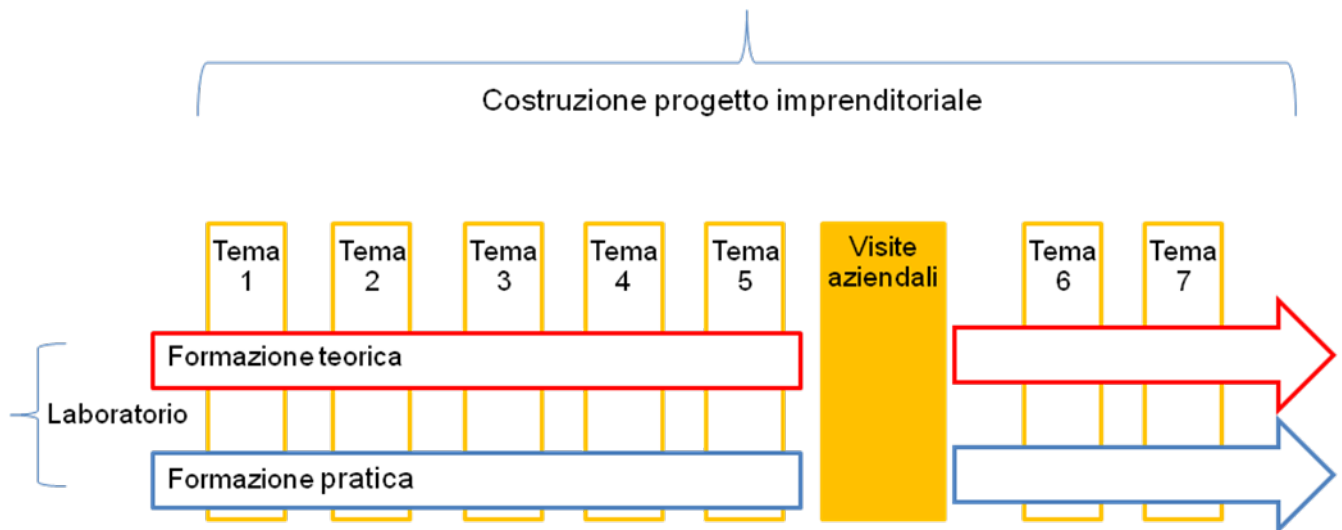 Costruzione progetto imprenditoriale
Tema
1
Tema
2
Tema
3
Tema
4
Tema
5
Visite
aziendali
Tema
6
Tema
7
Formazione teorica
Laboratorio
Formazione pratica